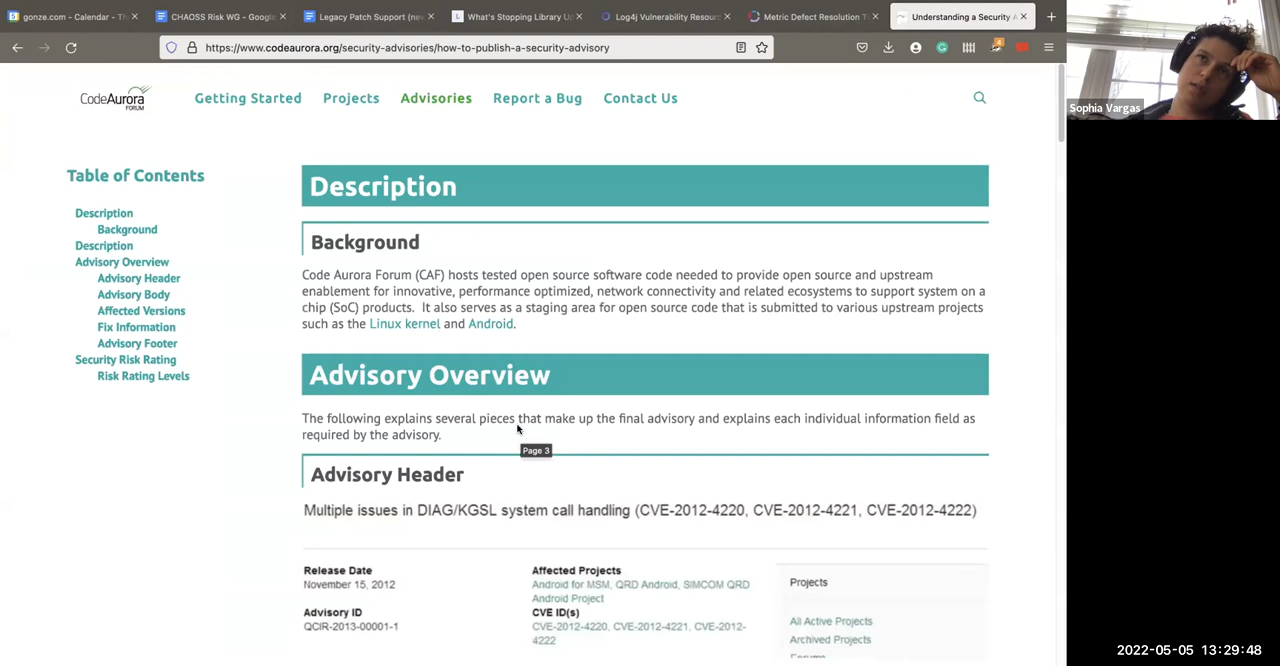 gonze.com - Calendar - Th
CHAOSS Risk WG - Google
Legacy Patch Support (new
What's Stopping Library Up
Log4j Vulnerability Resour
Metric Defect Resolution T
Understanding a Security A
https://www.codeaurora.org/security-advisories/how-to-publish-a-security-advisory
4
CodeAurora
FORUM
Getting Started
Projects
Advisories
Report a Bug
Contact Us
Sophia Vargas
Table of Contents
Description
Background
Description
Advisory Overview
Advisory Header
Advisory Body
Affected Versions
Fix Information
Advisory Footer
Security Risk Rating
Risk Rating Levels
Description
Background
Code Aurora Forum (CAF) hosts tested open source software code needed to provide open source and upstream
enablement for innovative, performance optimized, network connectivity and related ecosystems to support system on a
chip (SoC) products. It also serves as a staging area for open source code that is submitted to various upstream projects
such as the Linux kernel and Android.
Advisory Overview
The following explains several pieces that make up the final advisory and explains each individual information field as
required by the advisory.
Page 3
Advisory Header
Multiple issues in DIAG/KGSL system call handling (CVE-2012-4220, CVE-2012-4221, CVE-2012-4222)
Release Date
November 15, 2012
Advisory ID
QCIR-2013-00001-1
Affected Projects
Android for MSM, QRD Android, SIMCOM QRD
Android Project
CVE ID(s)
CVE-2012-4220, CVE-2012-4221, CVE-2012-
4222
Projects
All Active Projects
Archived Projects
Forums
2022-05-05 13:29:48